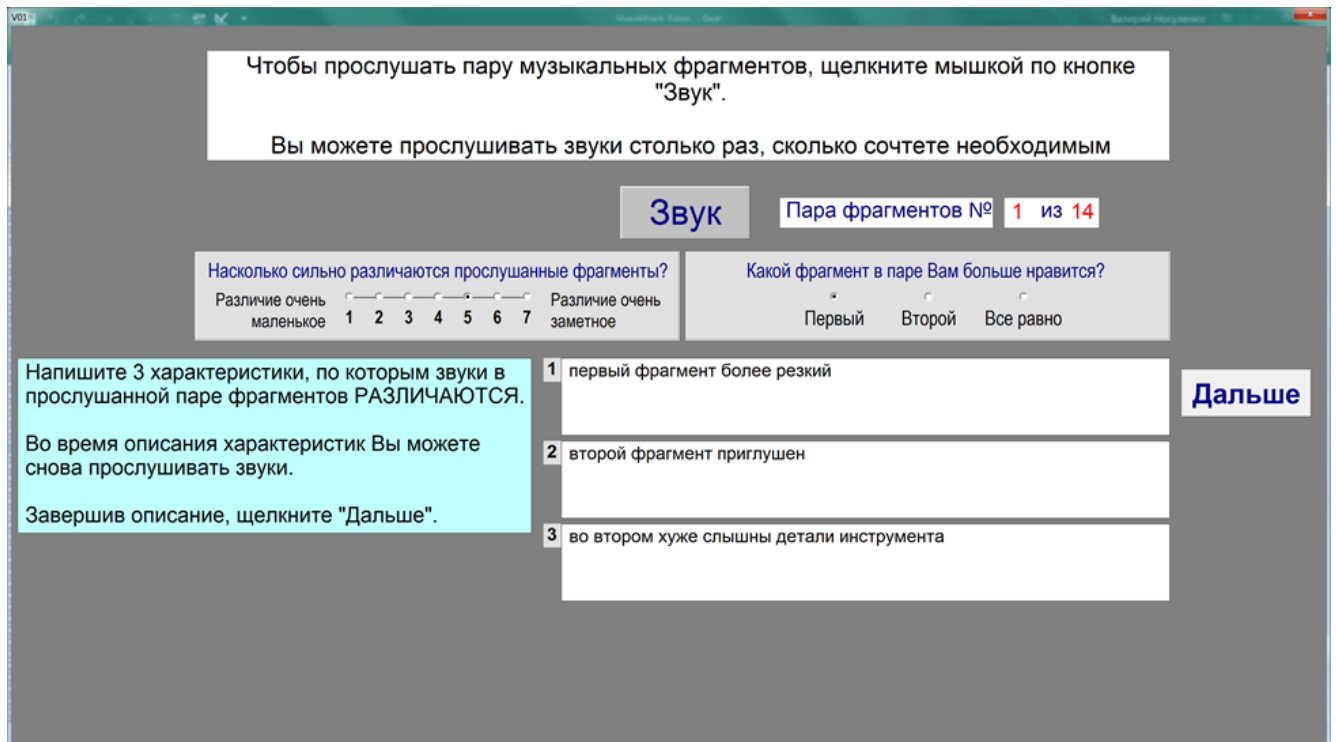 V01
MusicWVerb-Exten - Excel
Валерий Носуленко
Чтобы прослушать пару музыкальных фрагментов, щелкните мышкой по кнопке
"Звук".
Вы можете прослушивать звуки столько раз, сколько сочтете необходимым
Звук
Пара фрагментов № 1 из 14
Насколько сильно различаются прослушанные фрагменты?
Различие очень
маленькое
1 2 3 4 5 6 7
Различие очень
заметное
Какой фрагмент в паре Вам больше нравится?
Первый Второй Все равно
Напишите 3 характеристики, по которым звуки в
прослушанной паре фрагментов РАЗЛИЧАЮТСЯ.
Во время описания характеристик Вы можете
снова прослушивать звуки.
Завершив описание, щелкните "Дальше".
1 первый фрагмент более резкий
2 второй фрагмент приглушен
3 во втором хуже слышны детали инструмента
Дальше